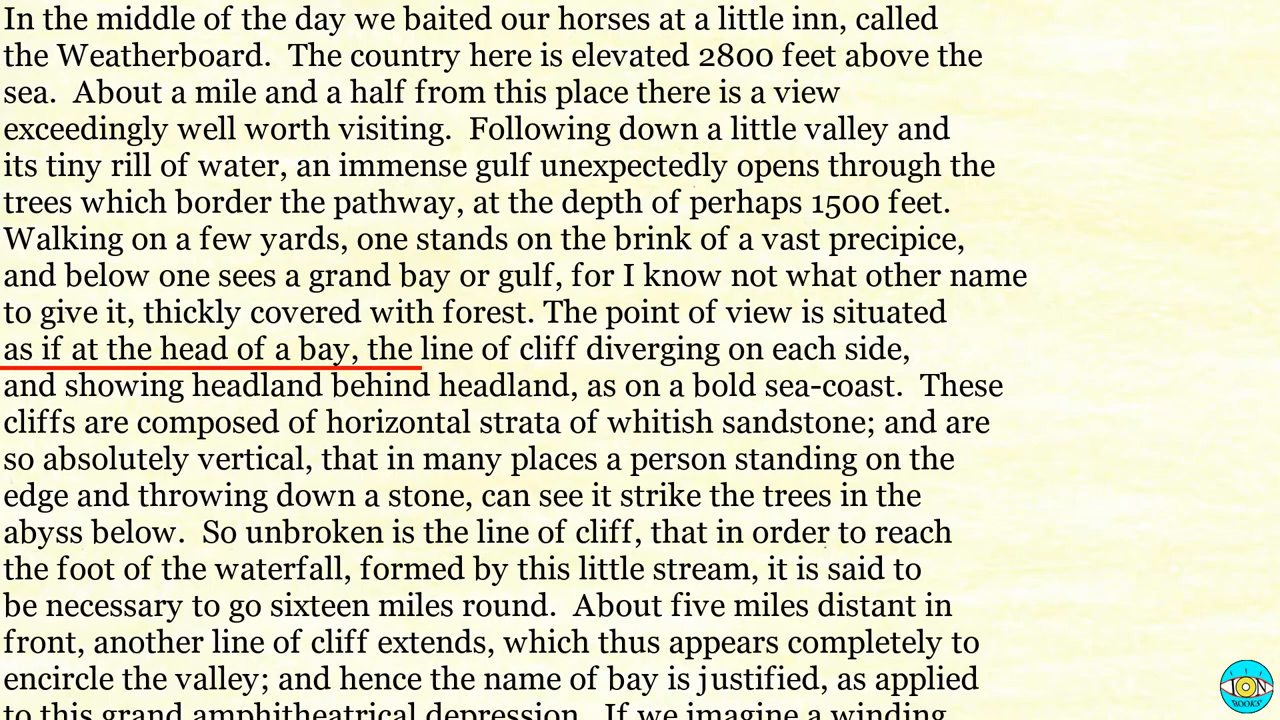 In the middle of the day we baited our horses at a little inn, called
the Weatherboard.  The country here is elevated 2800 feet above the
sea.  About a mile and a half from this place there is a view
exceedingly well worth visiting.  Following down a little valley and
its tiny rill of water, an immense gulf unexpectedly opens through the
trees which border the pathway, at the depth of perhaps 1500 feet.
Walking on a few yards, one stands on the brink of a vast precipice,
and below one sees a grand bay or gulf, for I know not what other name
to give it, thickly covered with forest. The point of view is situated
as if at the head of a bay, the line of cliff diverging on each side,
and showing headland behind headland, as on a bold sea-coast.  These
cliffs are composed of horizontal strata of whitish sandstone; and are
so absolutely vertical, that in many places a person standing on the
edge and throwing down a stone, can see it strike the trees in the
abyss below.  So unbroken is the line of cliff, that in order to reach
the foot of the waterfall, formed by this little stream, it is said to
be necessary to go sixteen miles round.  About five miles distant in
front, another line of cliff extends, which thus appears completely to
encircle the valley; and hence the name of bay is justified, as applied
to this grand amphitheatrical depression.  If we imagine a winding
ION
BOOKS